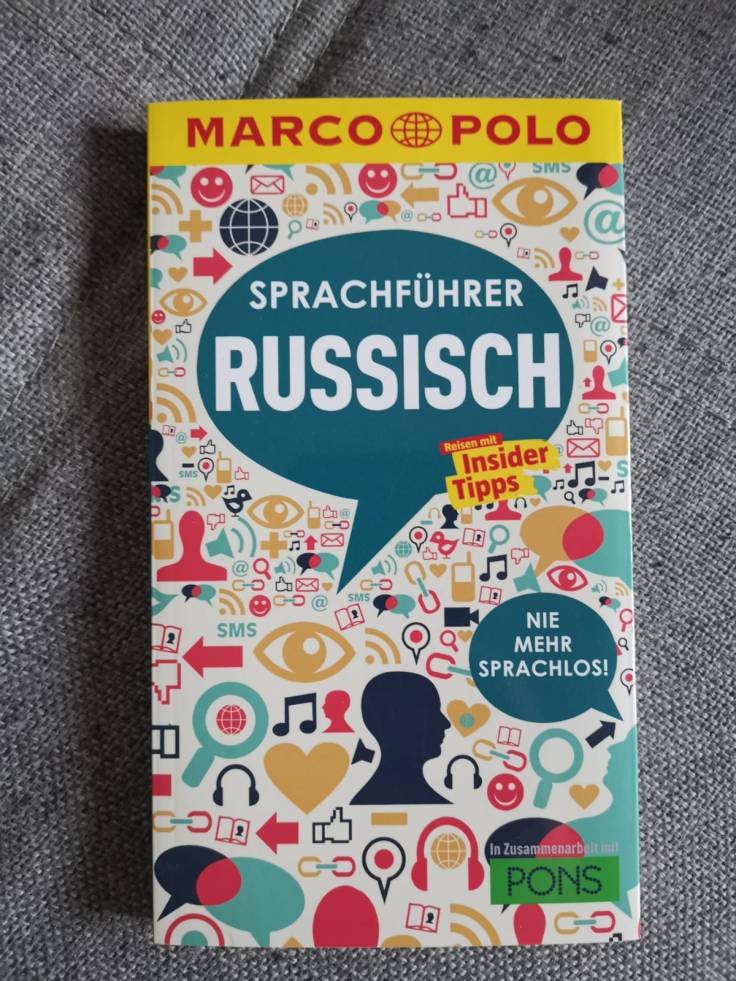 MARCO POLO
SMS
SPRACHFÜHRER
RUSSISCH
Reisen mit
Insider
Tipps
SMS
SMS
SMS
NIE
MEHR
SPRACHLOS!
SMS
In Zusammenarbeit mit
PONS